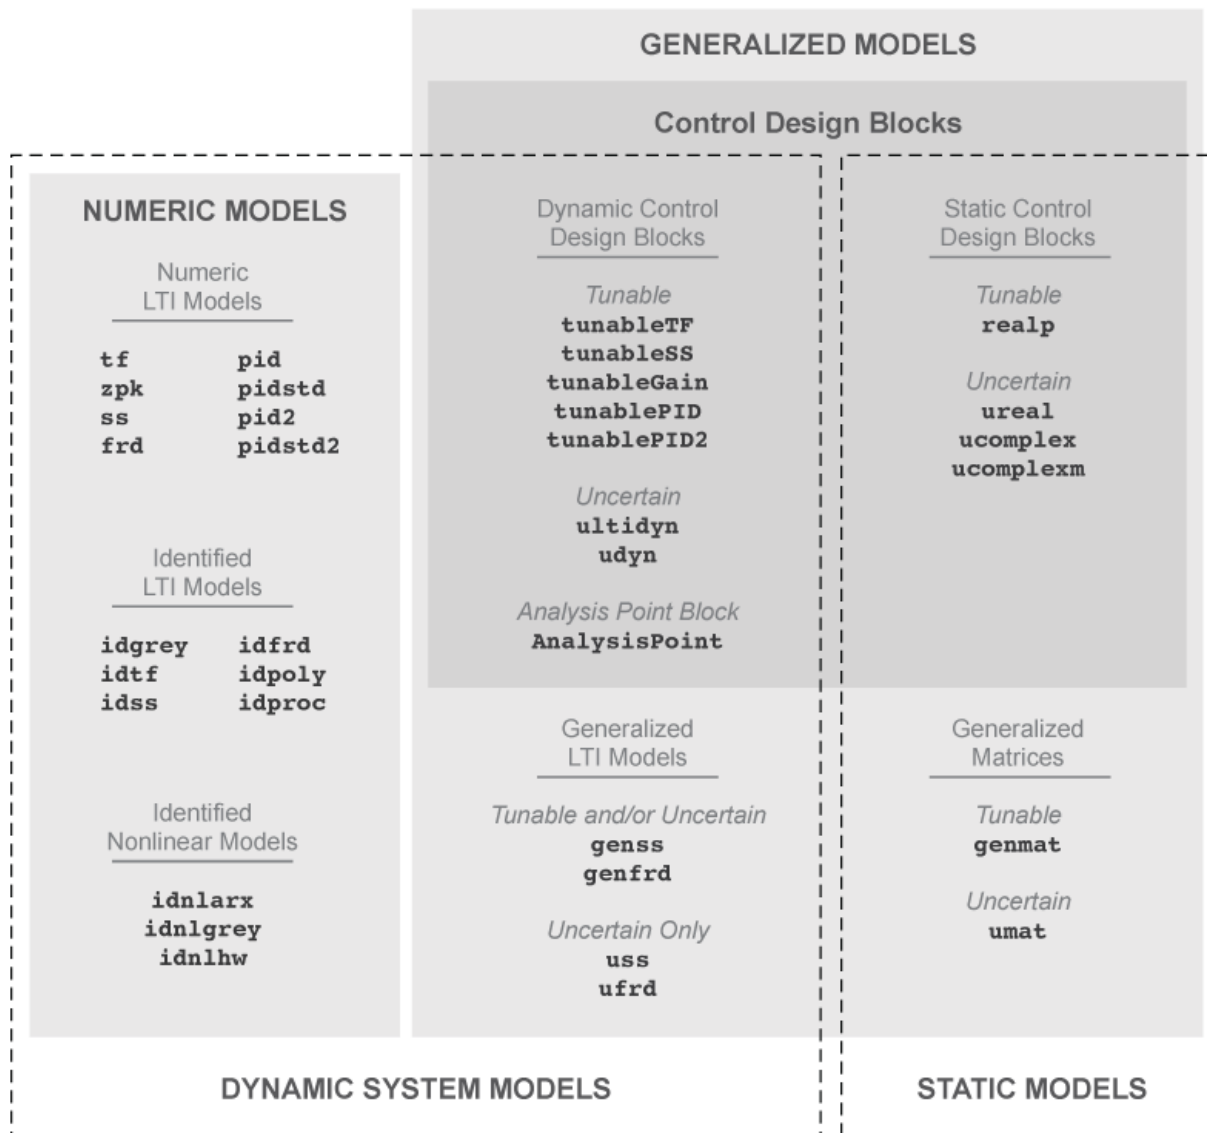 GENERALIZED MODELS
Control Design Blocks
NUMERIC MODELS
Numeric
LTI Models
tf pid
zpk pidstd
ss pid2
frd pidstd2
Identified
LTI Models
idgrey idfrd
idtf idpoly
idss idproc
Identified
Nonlinear Models
idnlarx
idnlgrey
idnlhw
Dynamic Control
Design Blocks
Tunable
tunableTF
tunableSS
tunableGain
tunablePID
tunablePID2
Uncertain
ultidyn
udyn
Analysis Point Block
AnalysisPoint
Generalized
LTI Models
Tunable and/or Uncertain
genss
genfrd
Uncertain Only
uss
ufrd
Static Control
Design Blocks
Tunable
realp
Uncertain
ureal
ucomplex
ucomplexm
Generalized
Matrices
Tunable
genmat
Uncertain
umat
DYNAMIC SYSTEM MODELS
STATIC MODELS